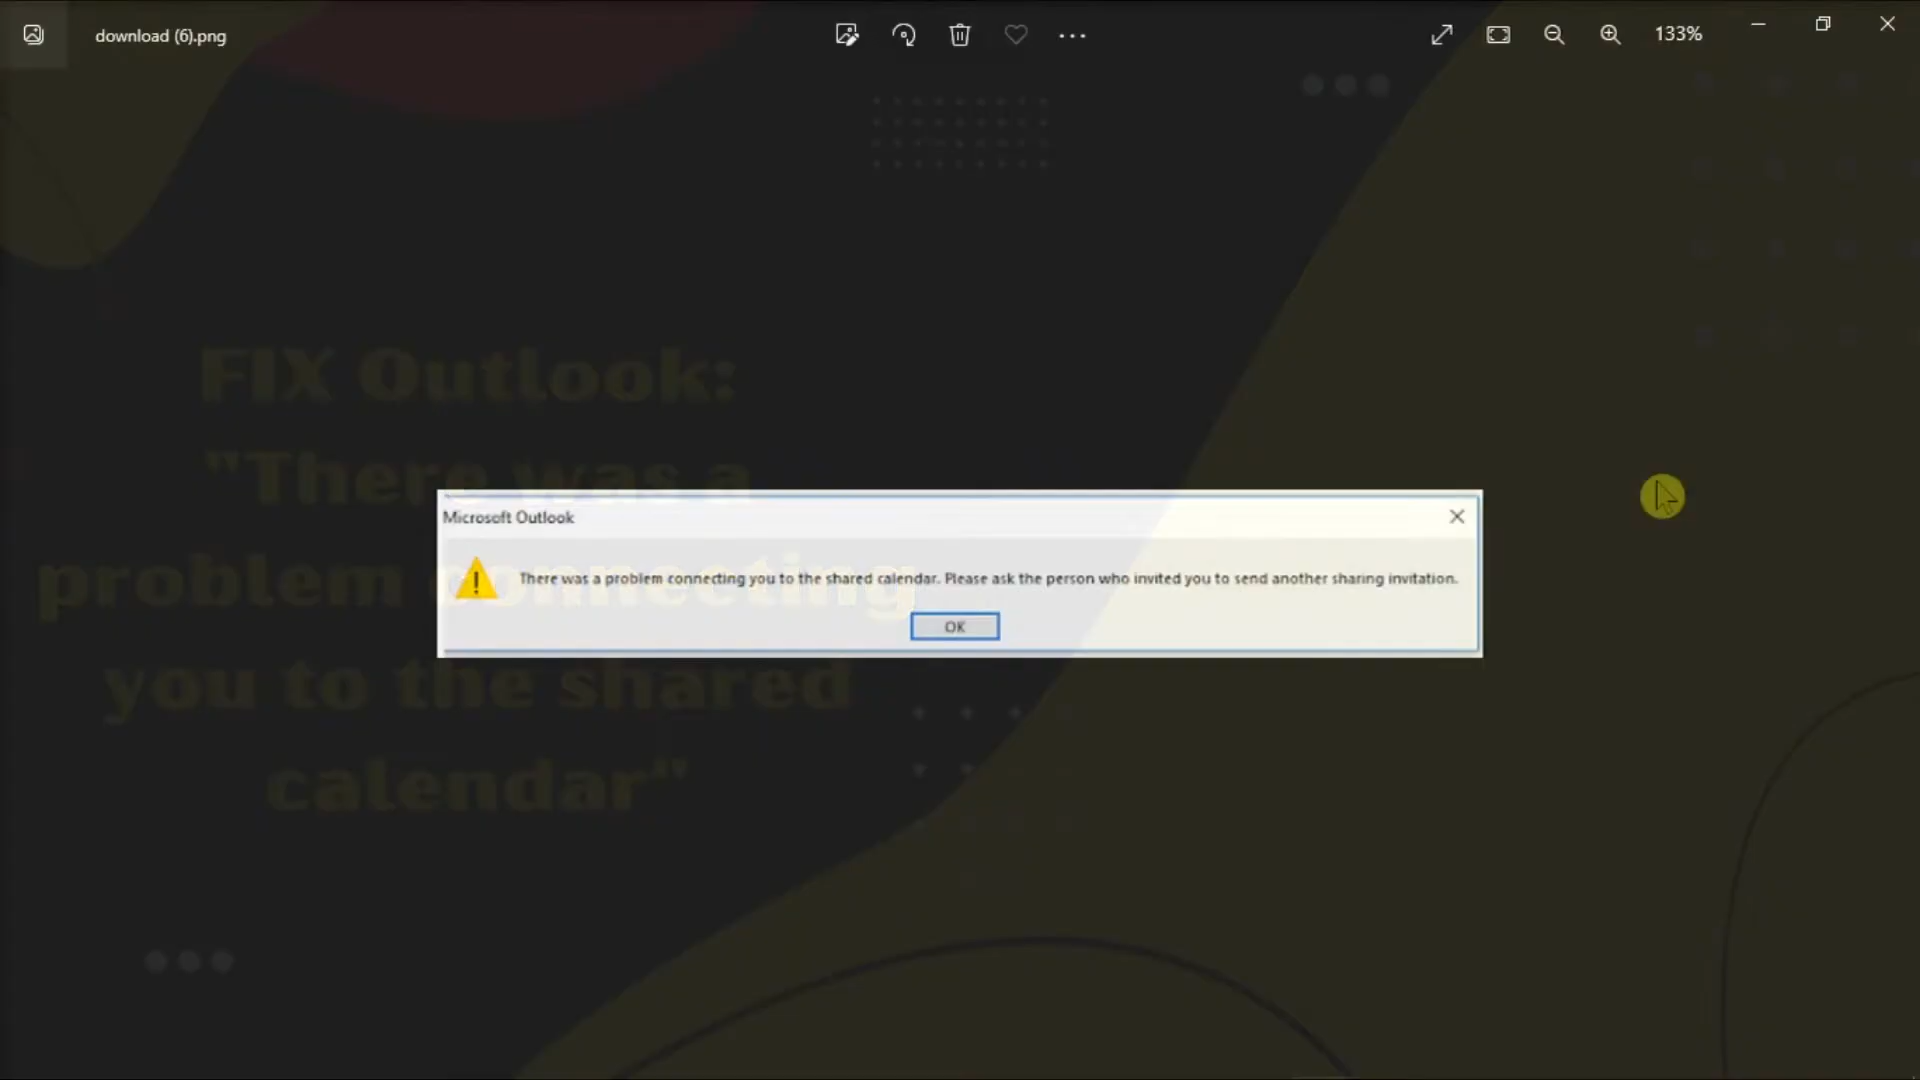 download (6).png
133%
FIX Outlook:
"There was a
problem connecting
you to the shared
calendar"
Microsoft Outlook
There was a problem connecting you to the shared calendar. Please ask the person who invited you to send another sharing invitation.
OK